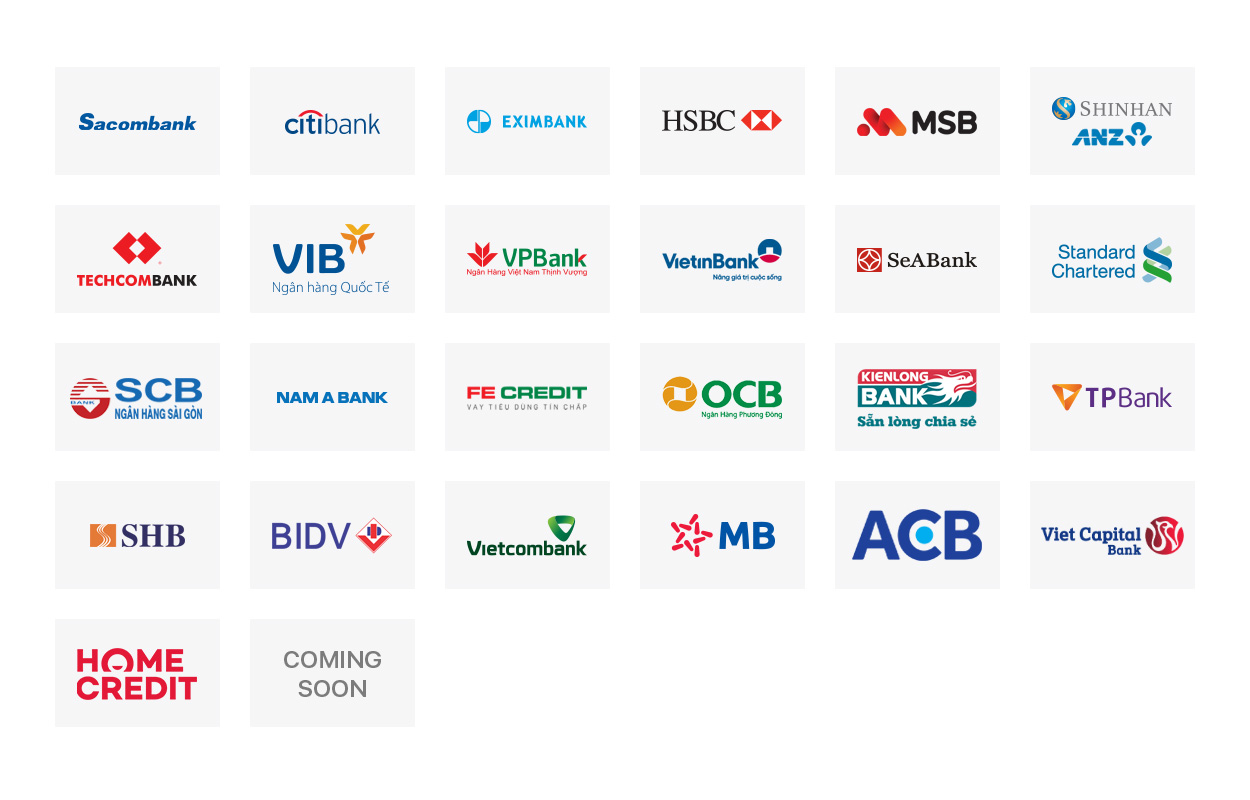 Sacombank
citibank
EXIMBANK
HSBC
MSB
SHINHAN
ANZ
TECHCOMBANK
VIB
Ngân hàng Quốc Tế
VPBank
Ngân Hàng Việt Nam Thịnh Vượng
VietinBank
Nâng giá trị cuộc sống
SeABank
Standard
Chartered
SCB
BANK
NGÂN HÀNG SÀI GÒN
NAM A BANK
FE CREDIT
VAY TIÊU DÙNG TÍN CHẤP
OCB
Ngân Hàng Phương Đông
KIENLONG
BANK
Sẵn lòng chia sẻ
TPBank
SHB
BIDV
Vietcombank
MB
ACB
Viet Capital
Bank
HOME
CREDIT
COMING
SOON